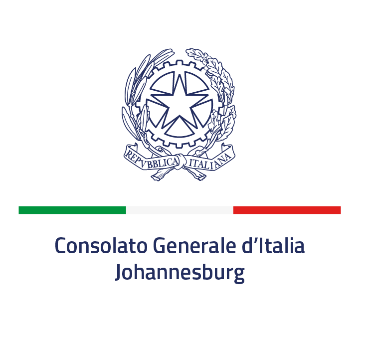 REPVBBLICA ITALIANA
Consolato Generale d'Italia
Johannesburg